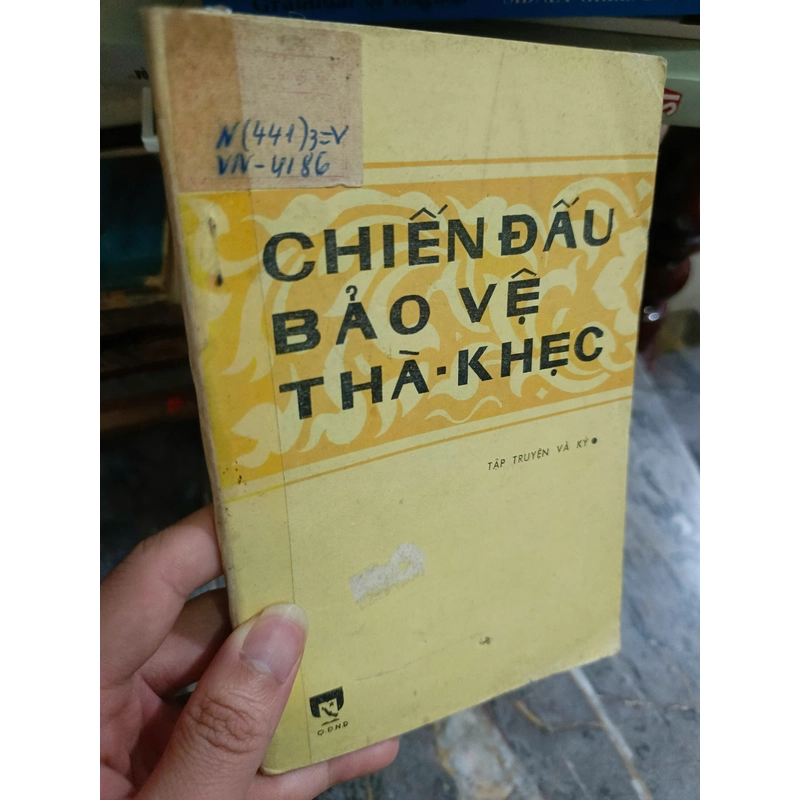 N(441)3=V
VN-4186
CHIẾN ĐẤU
BẢO VỆ
THÀ-KHẸC
TẬP TRUYỆN VÀ KÝ
Q.Đ.N.D